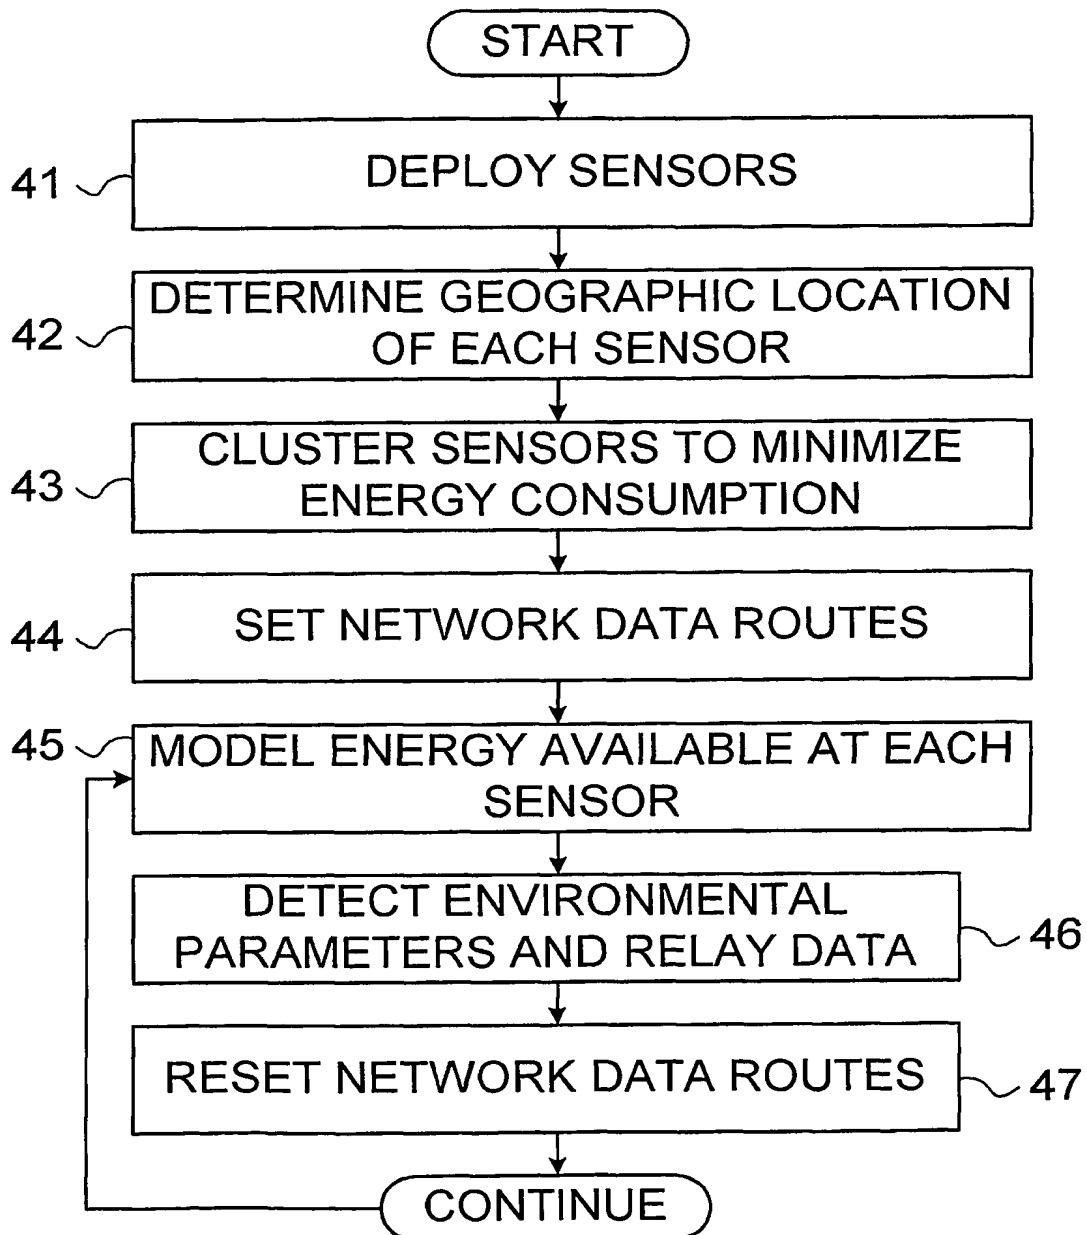 START
41
DEPLOY SENSORS
42
DETERMINE GEOGRAPHIC LOCATION
OF EACH SENSOR
43
CLUSTER SENSORS TO MINIMIZE
ENERGY CONSUMPTION
44
SET NETWORK DATA ROUTES
45
MODEL ENERGY AVAILABLE AT EACH
SENSOR
DETECT ENVIRONMENTAL
PARAMETERS AND RELAY DATA
46
RESET NETWORK DATA ROUTES
47
CONTINUE